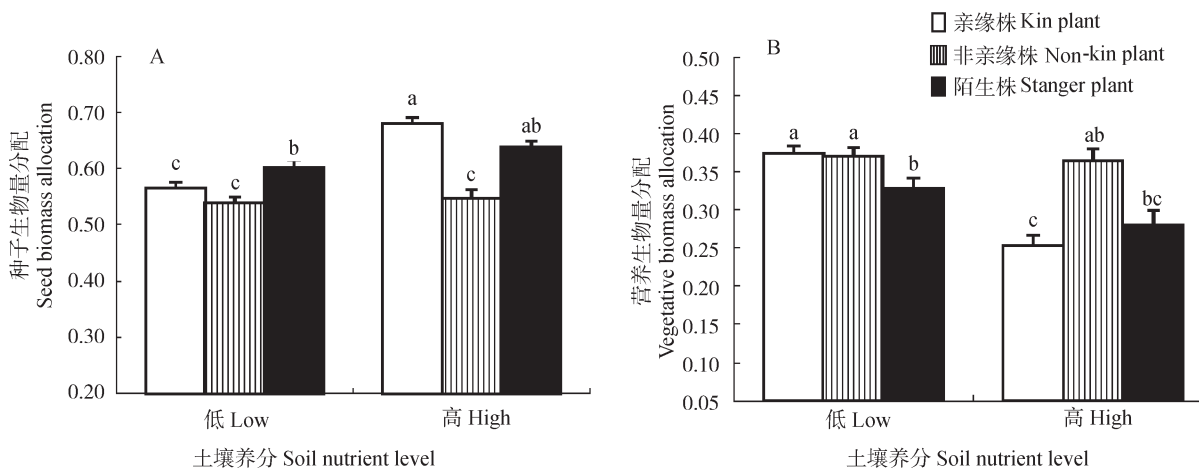 A
种子生物量分配
Seed biomass allocation
0.80
0.70
0.60
0.50
0.40
0.30
0.20
c
c
b
a
c
ab
低 Low
高 High
土壤养分 Soil nutrient level
B
亲缘株 Kin plant
非亲缘株 Non-kin plant
陌生株 Stanger plant
营养生物量分配
Vegetative biomass allocation
0.50
0.45
0.40
0.35
0.30
0.25
0.20
0.15
0.10
0.05
a
a
b
c
ab
bc
低 Low
高 High
土壤养分 Soil nutrient level